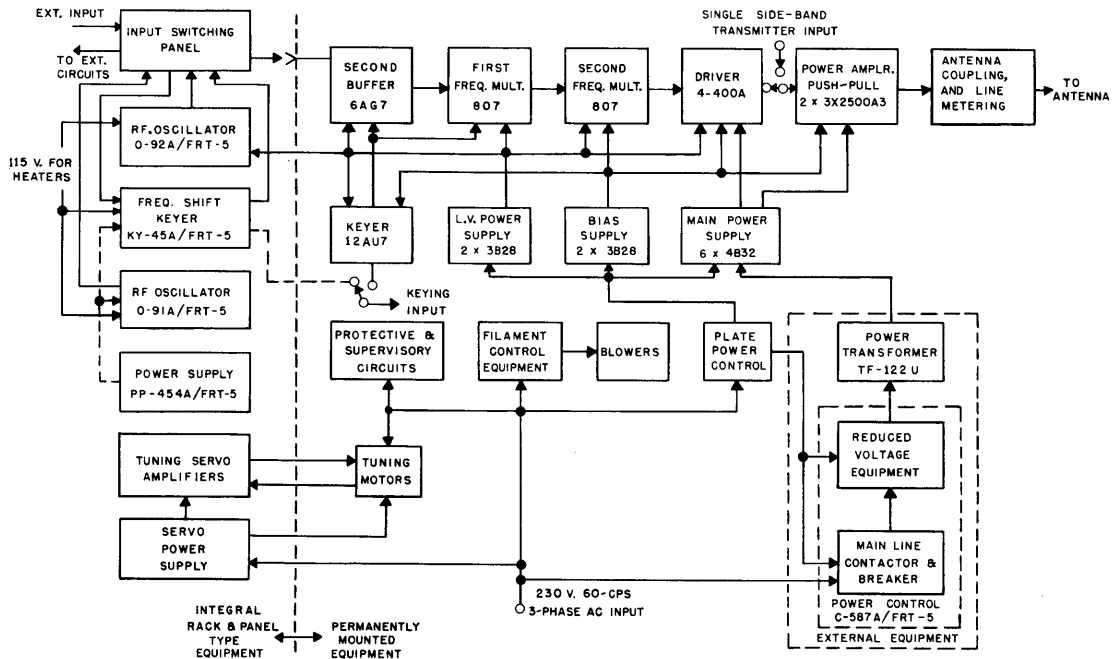 EXT. INPUT
TO EXT.
CIRCUITS
INPUT SWITCHING
PANEL
RF. OSCILLATOR
O-92A/FRT-5
115 V. FOR
HEATERS
FREQ. SHIFT
KEYER
KY-45A/FRT-5
RF OSCILLATOR
O-91A/FRT-5
POWER SUPPLY
PP-454A/FRT-5
TUNING SERVO
AMPLIFIERS
SERVO
POWER
SUPPLY
SECOND
BUFFER
6AG7
FIRST
FREQ. MULT.
807
SECOND
FREQ. MULT.
807
DRIVER
4-400A
SINGLE SIDE-BAND
TRANSMITTER INPUT
POWER AMPLR.
PUSH-PULL
2 x 3X2500A3
ANTENNA
COUPLING,
AND LINE
METERING
TO
ANTENNA
KEYER
12AU7
L.V. POWER
SUPPLY
2 x 3B28
BIAS
SUPPLY
2 x 3B28
MAIN POWER
SUPPLY
6 x 4B32
KEYING
INPUT
PROTECTIVE &
SUPERVISORY
CIRCUITS
FILAMENT
CONTROL
EQUIPMENT
BLOWERS
PLATE
POWER
CONTROL
POWER
TRANSFORMER
TF-122 U
TUNING
MOTORS
REDUCED
VOLTAGE
EQUIPMENT
MAIN LINE
CONTACTOR &
BREAKER
POWER CONTROL
C-587A/FRT-5
EXTERNAL EQUIPMENT
230 V. 60-CPS
3-PHASE AC INPUT
INTEGRAL
RACK & PANEL
TYPE
EQUIPMENT
PERMANENTLY
MOUNTED
EQUIPMENT